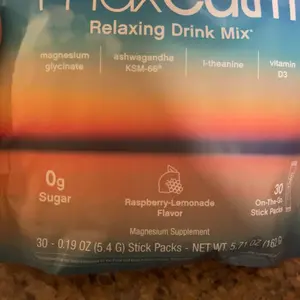 Relaxing Drink Mix*
magnesium
glycinate
ashwagandha
KSM-66®
l-theanine
vitamin
D3
0g
Sugar
Raspberry-Lemonade
Flavor
30
On-The-Go
Stick Packs
Magnesium Supplement
30 - 0.19 OZ (5.4 G) Stick Packs - NET WT. 5.71 OZ (162 G)